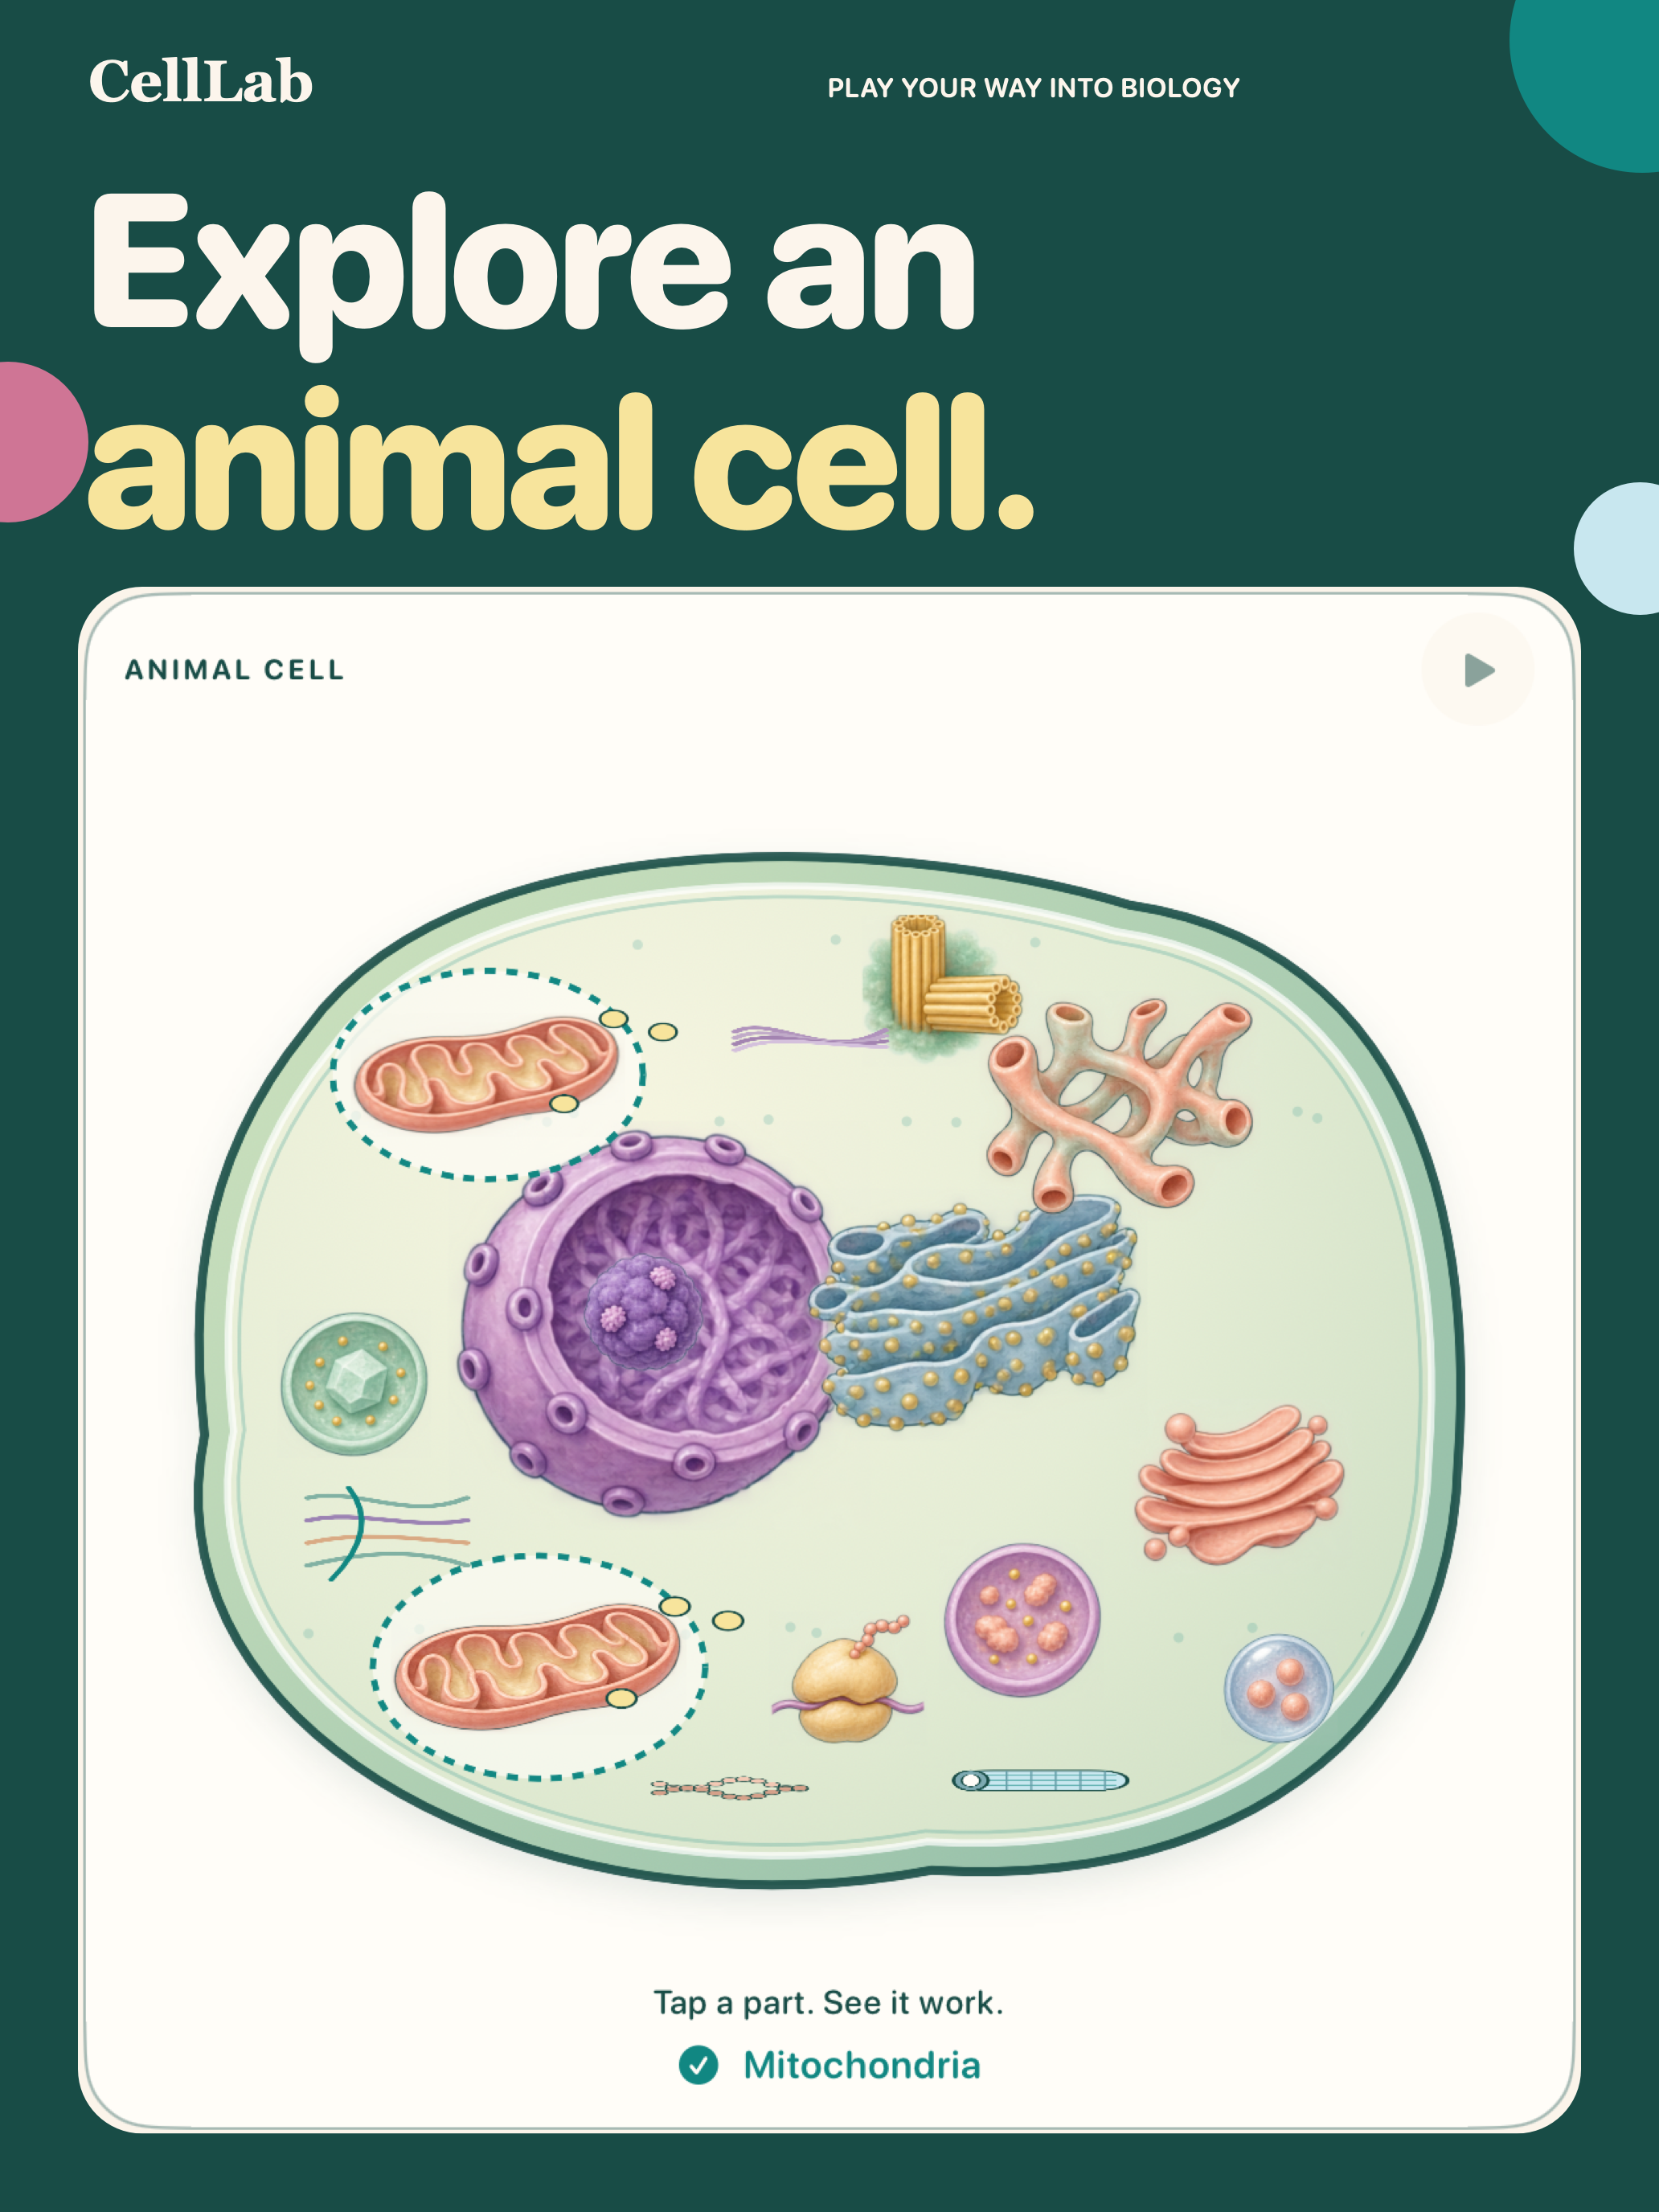 CellLab
PLAY YOUR WAY INTO BIOLOGY
Explore an
animal cell.
ANIMAL CELL
Tap a part. See it work.
Mitochondria